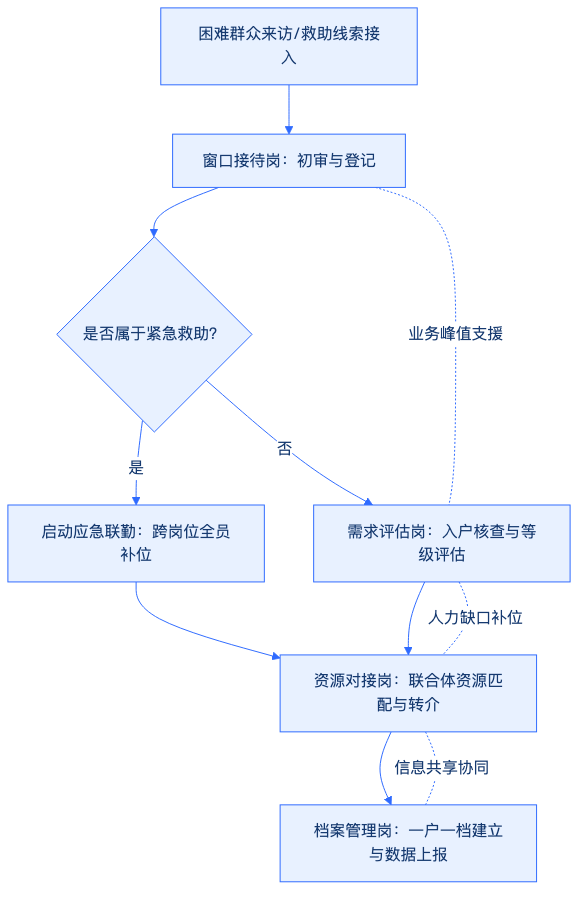 困难群众来访/救助线索接
入
窗口接待岗：初审与登记
是否属于紧急救助?
业务峰值支援
否
是
启动应急联勤：跨岗位全员
补位
需求评估岗：入户核查与等
级评估
人力缺口补位
资源对接岗：联合体资源匹
配与转介
信息共享协同
档案管理岗：一户一档建立
与数据上报